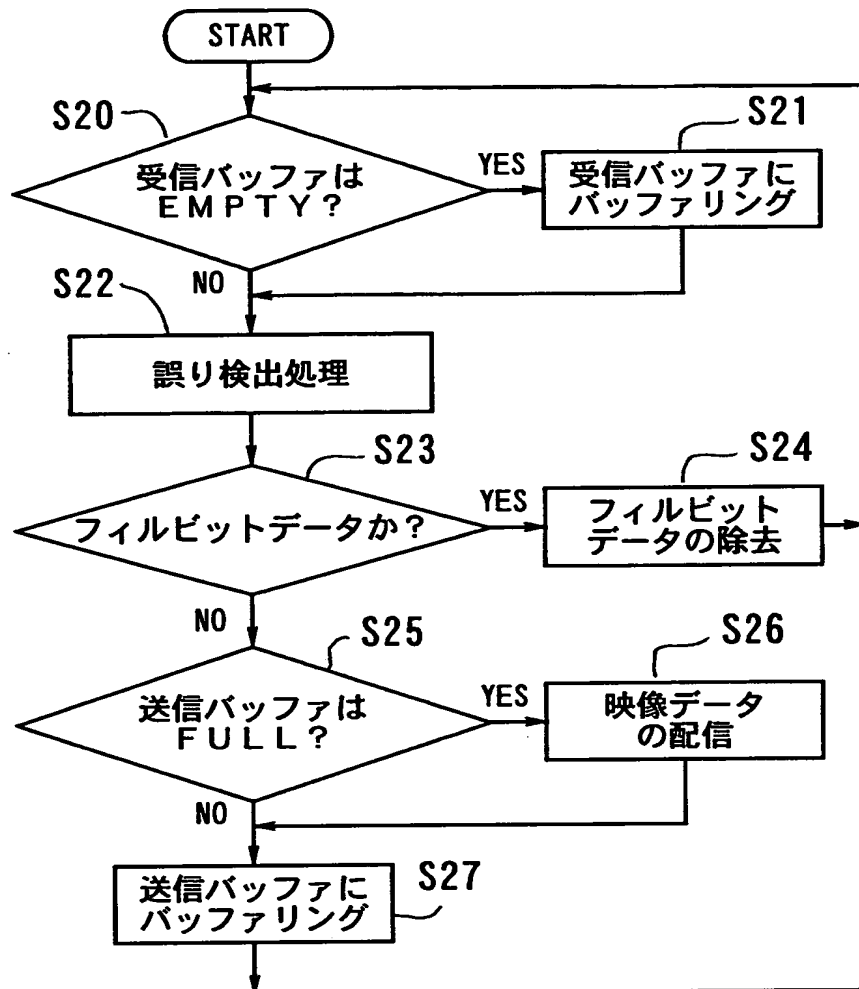 START
S20
受信バッファは
EMPTY?
YES
S21
受信バッファに
バッファリング
NO
S22
誤り検出処理
S23
フィルビットデータか?
YES
S24
フィルビット
データの除去
NO
S25
送信バッファは
FULL?
YES
S26
映像データ
の配信
NO
S27
送信バッファに
バッファリング